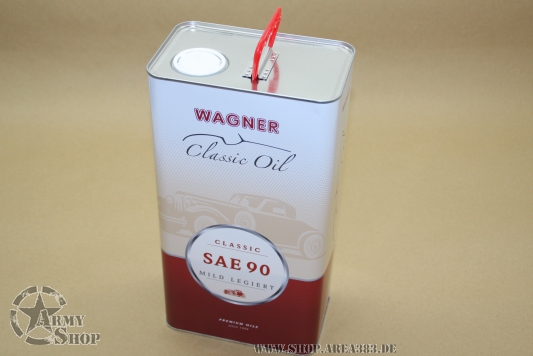 WAGNER
Classic Oil
CLASSIC
SAE 90
MILD LEGIERT
PREMIUM OILS
ARMY
SHOP
WWW.SHOP.AREA383.DE